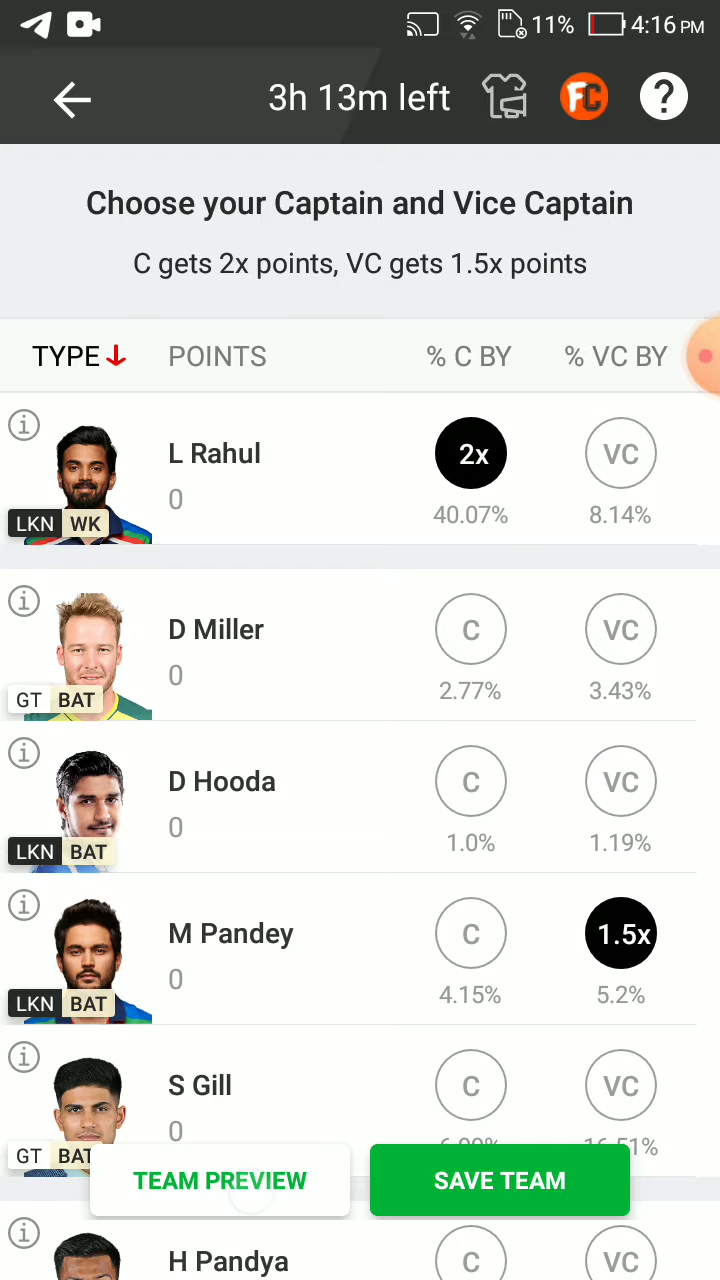 11% 4:16 PM
3h 13m left FC ?
Choose your Captain and Vice Captain
C gets 2x points, VC gets 1.5x points
TYPE POINTS % C BY % VC BY
L Rahul 2x VC
0 40.07% 8.14%
LKN WK
D Miller C VC
0 2.77% 3.43%
GT BAT
D Hooda C VC
0 1.0% 1.19%
LKN BAT
M Pandey C 1.5x
0 4.15% 5.2%
LKN BAT
S Gill C VC
0
GT BAT
TEAM PREVIEW SAVE TEAM
H Pandya C VC